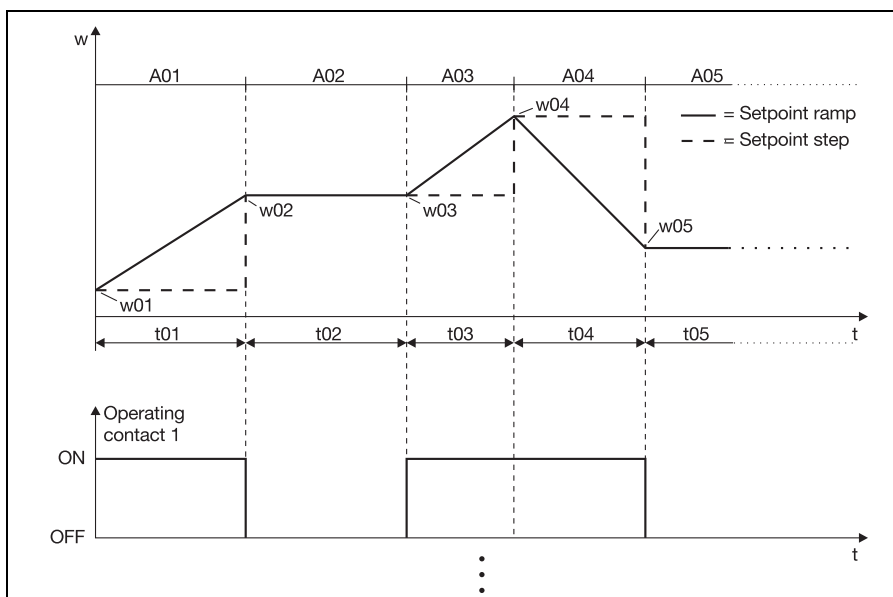 w
A01 A02 A03 A04 A05
w04
= Setpoint ramp
= Setpoint step
w02
w03
w05
w01
t
t01 t02 t03 t04 t05
Operating
contact 1
ON
OFF
t